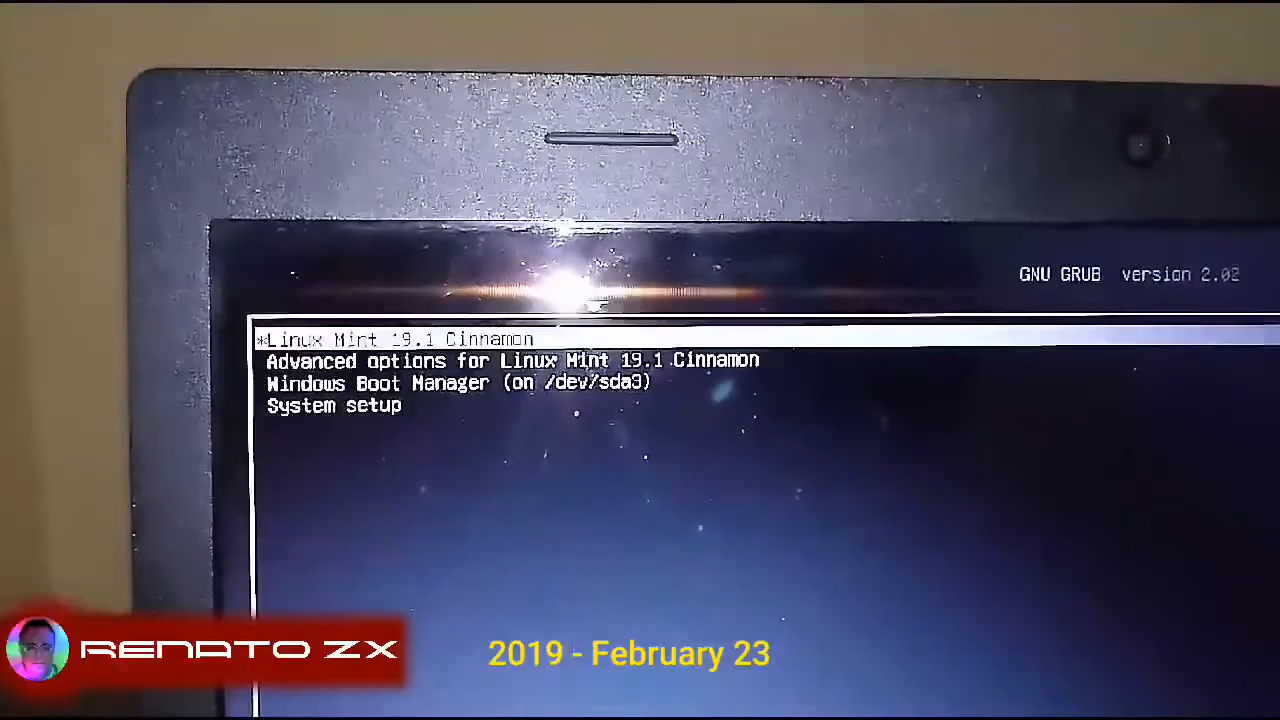 GNU GRUB version 2.02
*Linux Mint 19.1 Cinnamon
Advanced options for Linux Mint 19.1 Cinnamon
Windows Boot Manager (on /dev/sda3)
System setup
RENATO ZX
2019 - February 23